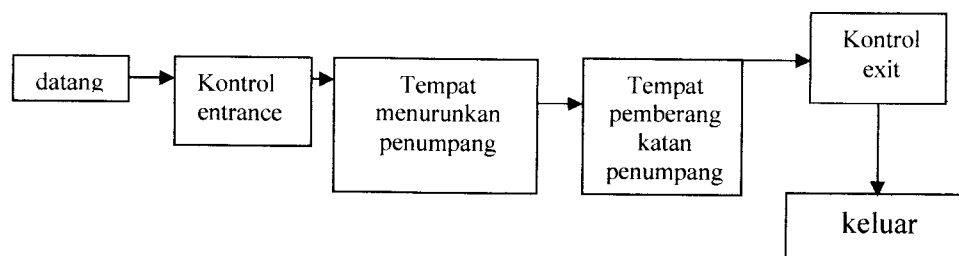 datang
Kontrol
entrance
Tempat
menurunkan
penumpang
Tempat
pemberang
katan
penumpang
Kontrol
exit
keluar